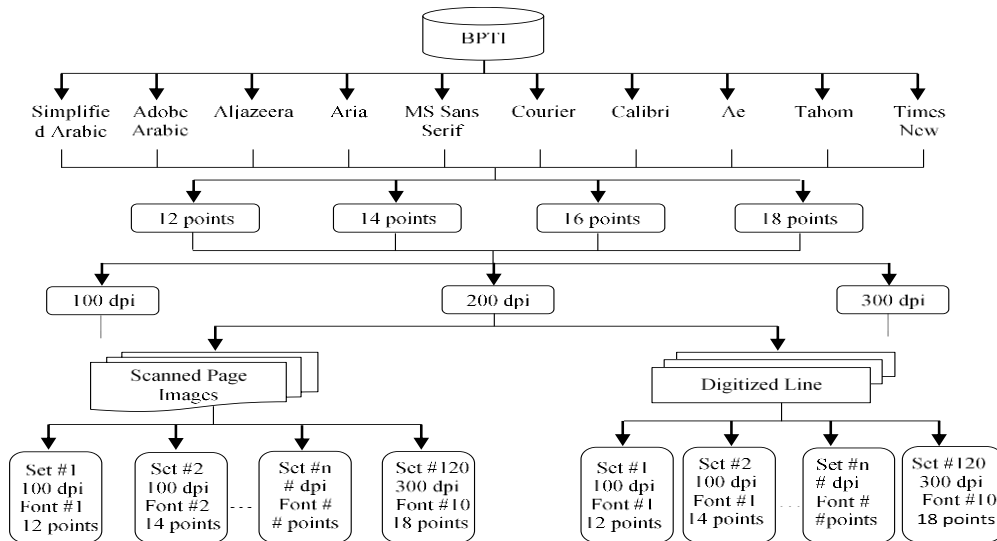 BPTI
Simplifie
d Arabic
Adobe
Arabic
Aljazeera
Aria
MS Sans
Serif
Courier
Calibri
Ae
Tahom
Times
New
12 points
14 points
16 points
18 points
100 dpi
200 dpi
300 dpi
Scanned Page
Images
Digitized Line
Set #1
100 dpi
Font #1
12 points
Set #2
100 dpi
Font #2
14 points
....
Set #n
# dpi
Font #
# points
Set #120
300 dpi
Font #10
18 points
Set #1
100 dpi
Font #1
12 points
Set #2
100 dpi
Font #1
14 points
....
Set #n
# dpi
Font #
#points
Set #120
300 dpi
Font #10
18 points